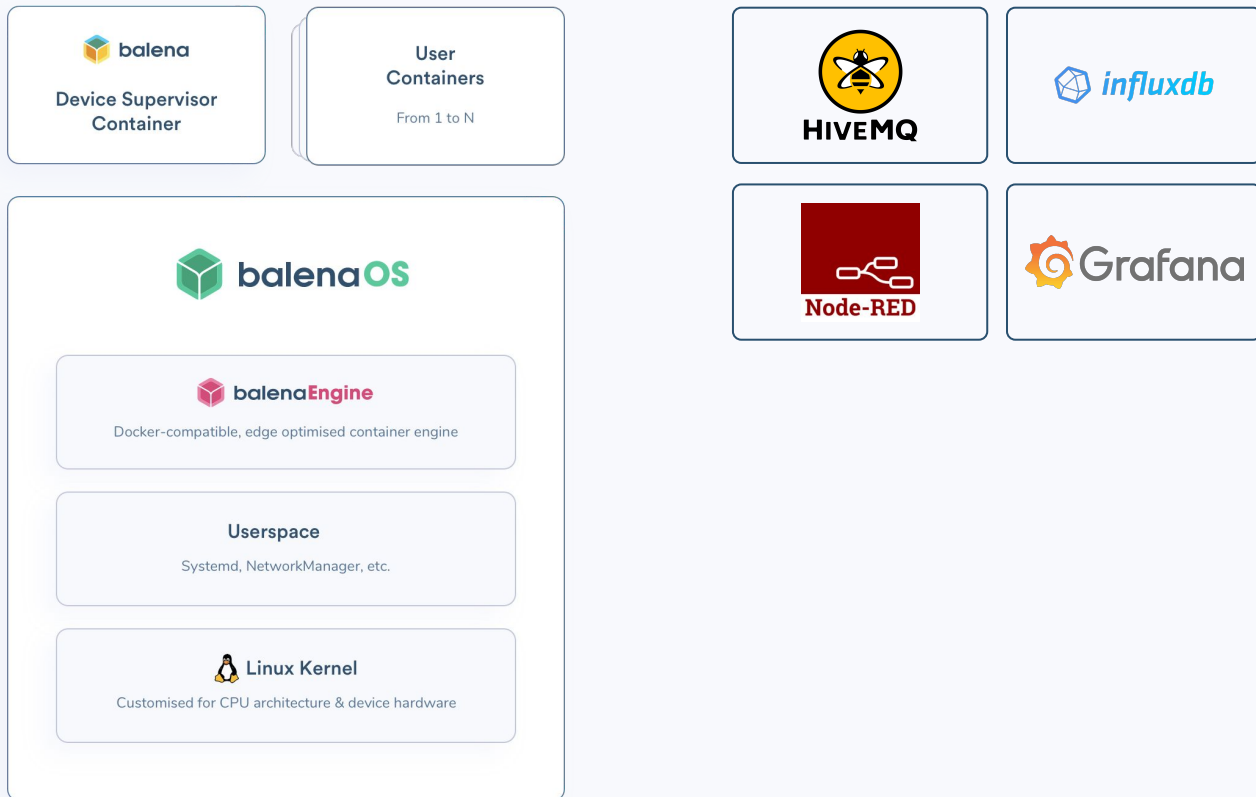 balena
Device Supervisor
Container
User
Containers
From 1 to N
balenaOS
balenaEngine
Docker-compatible, edge optimised container engine
Userspace
Systemd, NetworkManager, etc.
Linux Kernel
Customised for CPU architecture & device hardware
HIVEMQ
influxdb
Node-RED
Grafana